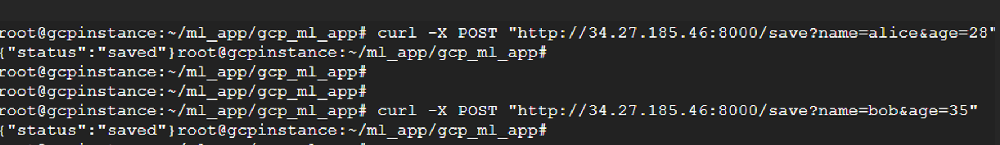 root@gcpinstance:~/ml_app/gcp_ml_app# curl -X POST "http://34.27.185.46:8000/save?name=alice&age=28"
{"status":"saved"}root@gcpinstance:~/ml_app/gcp_ml_app#
root@gcpinstance:~/ml_app/gcp_ml_app#
root@gcpinstance:~/ml_app/gcp_ml_app#
root@gcpinstance:~/ml_app/gcp_ml_app# curl -X POST "http://34.27.185.46:8000/save?name=bob&age=35"
{"status":"saved"}root@gcpinstance:~/ml_app/gcp_ml_app#